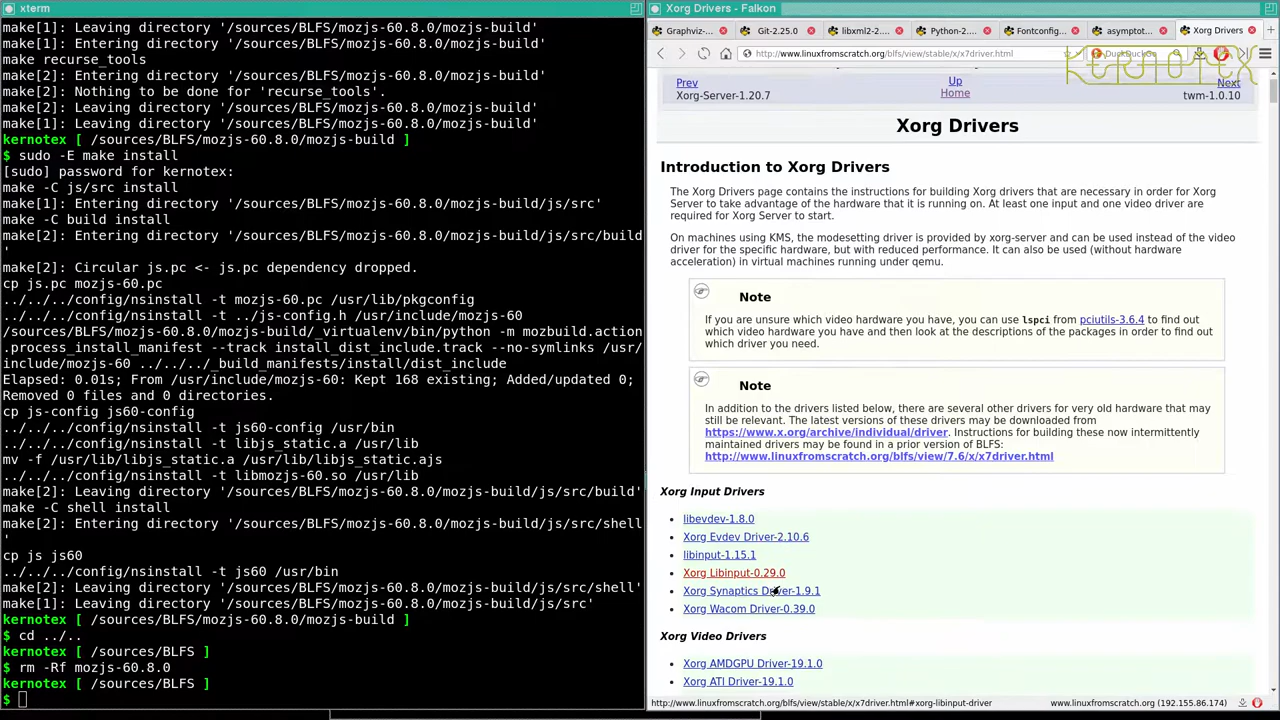 xterm
make[1]: Leaving directory '/sources/BLFS/mozjs-60.8.0/mozjs-build'
make[1]: Entering directory '/sources/BLFS/mozjs-60.8.0/mozjs-build'
make recurse_tools
make[2]: Entering directory '/sources/BLFS/mozjs-60.8.0/mozjs-build'
make[2]: Nothing to be done for 'recurse_tools'.
make[2]: Leaving directory '/sources/BLFS/mozjs-60.8.0/mozjs-build'
make[1]: Leaving directory '/sources/BLFS/mozjs-60.8.0/mozjs-build'
kernotex [ /sources/BLFS/mozjs-60.8.0/mozjs-build ]
$ sudo -E make install
[sudo] password for kernotex:
make -C js/src install
make[1]: Entering directory '/sources/BLFS/mozjs-60.8.0/mozjs-build/js/src'
make -C build install
make[2]: Entering directory '/sources/BLFS/mozjs-60.8.0/mozjs-build/js/src/build
'
make[2]: Circular js.pc <- js.pc dependency dropped.
cp js.pc mozjs-60.pc
../../../config/nsinstall -t mozjs-60.pc /usr/lib/pkgconfig
../../../config/nsinstall -t ../js-config.h /usr/include/mozjs-60
/sources/BLFS/mozjs-60.8.0/mozjs-build/_virtualenv/bin/python -m mozbuild.action
.process_install_manifest --track install_dist_include.track --no-symlinks /usr/
include/mozjs-60 ../../../_build_manifests/install/dist_include
Elapsed: 0.01s; From /usr/include/mozjs-60: Kept 168 existing; Added/updated 0;
Removed 0 files and 0 directories.
cp js-config js60-config
../../../config/nsinstall -t js60-config /usr/bin
../../../config/nsinstall -t libjs_static.a /usr/lib
mv -f /usr/lib/libjs_static.a /usr/lib/libjs_static.ajs
../../../config/nsinstall -t libmozjs-60.so /usr/lib
make[2]: Leaving directory '/sources/BLFS/mozjs-60.8.0/mozjs-build/js/src/build'
make -C shell install
make[2]: Entering directory '/sources/BLFS/mozjs-60.8.0/mozjs-build/js/src/shell
'
cp js js60
../../../config/nsinstall -t js60 /usr/bin
make[2]: Leaving directory '/sources/BLFS/mozjs-60.8.0/mozjs-build/js/src/shell'
make[1]: Leaving directory '/sources/BLFS/mozjs-60.8.0/mozjs-build/js/src'
kernotex [ /sources/BLFS/mozjs-60.8.0/mozjs-build ]
$ cd ../..
kernotex [ /sources/BLFS ]
$ rm -Rf mozjs-60.8.0
kernotex [ /sources/BLFS ]
$
Xorg Drivers - Falkon
Graphviz-... Git-2.25.0 libxml2-2.... Python-2.... Fontconfig... asymptot... Xorg Drivers
http://www.linuxfromscratch.org/blfs/view/stable/x/x7driver.html DuckDuckGo
KERNOTEX
Prev Up Next
Xorg-Server-1.20.7 Home twm-1.0.10
Xorg Drivers
Introduction to Xorg Drivers
The Xorg Drivers page contains the instructions for building Xorg drivers that are necessary in order for Xorg
Server to take advantage of the hardware that it is running on. At least one input and one video driver are
required for Xorg Server to start.
On machines using KMS, the modesetting driver is provided by xorg-server and can be used instead of the video
driver for the specific hardware, but with reduced performance. It can also be used (without hardware
acceleration) in virtual machines running under qemu.
Note
If you are unsure which video hardware you have, you can use lspci from pciutils-3.6.4 to find out
which video hardware you have and then look at the descriptions of the packages in order to find out
which driver you need.
Note
In addition to the drivers listed below, there are several other drivers for very old hardware that may
still be relevant. The latest versions of these drivers may be downloaded from
https://www.x.org/archive/individual/driver. Instructions for building these now intermittently
maintained drivers may be found in a prior version of BLFS:
http://www.linuxfromscratch.org/blfs/view/7.6/x/x7driver.html
Xorg Input Drivers
• libevdev-1.8.0
• Xorg Evdev Driver-2.10.6
• libinput-1.15.1
• Xorg Libinput-0.29.0
• Xorg Synaptics Driver-1.9.1
• Xorg Wacom Driver-0.39.0
Xorg Video Drivers
• Xorg AMDGPU Driver-19.1.0
• Xorg ATI Driver-19.1.0
http://www.linuxfromscratch.org/blfs/view/stable/x/x7driver.html#xorg-libinput-driver www.linuxfromscratch.org (192.155.86.174)